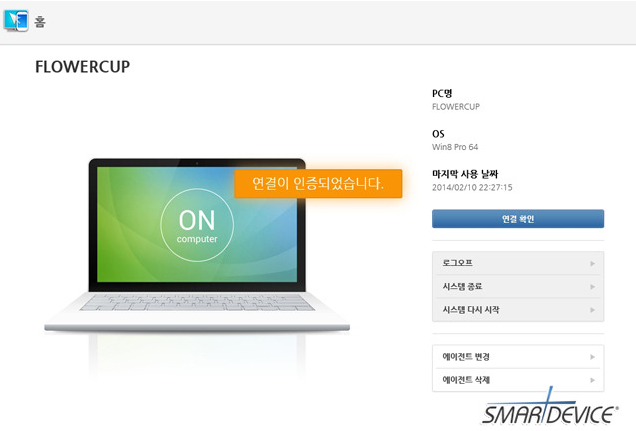 홈
FLOWERCUP
PC명
FLOWERCUP
OS
Win8 Pro 64
마지막 사용 날짜
2014/02/10 22:27:15
연결이 인증되었습니다.
ON
computer
연결 확인
로그오프
시스템 종료
시스템 다시 시작
에이전트 변경
에이전트 삭제
SMARTDEVICE®